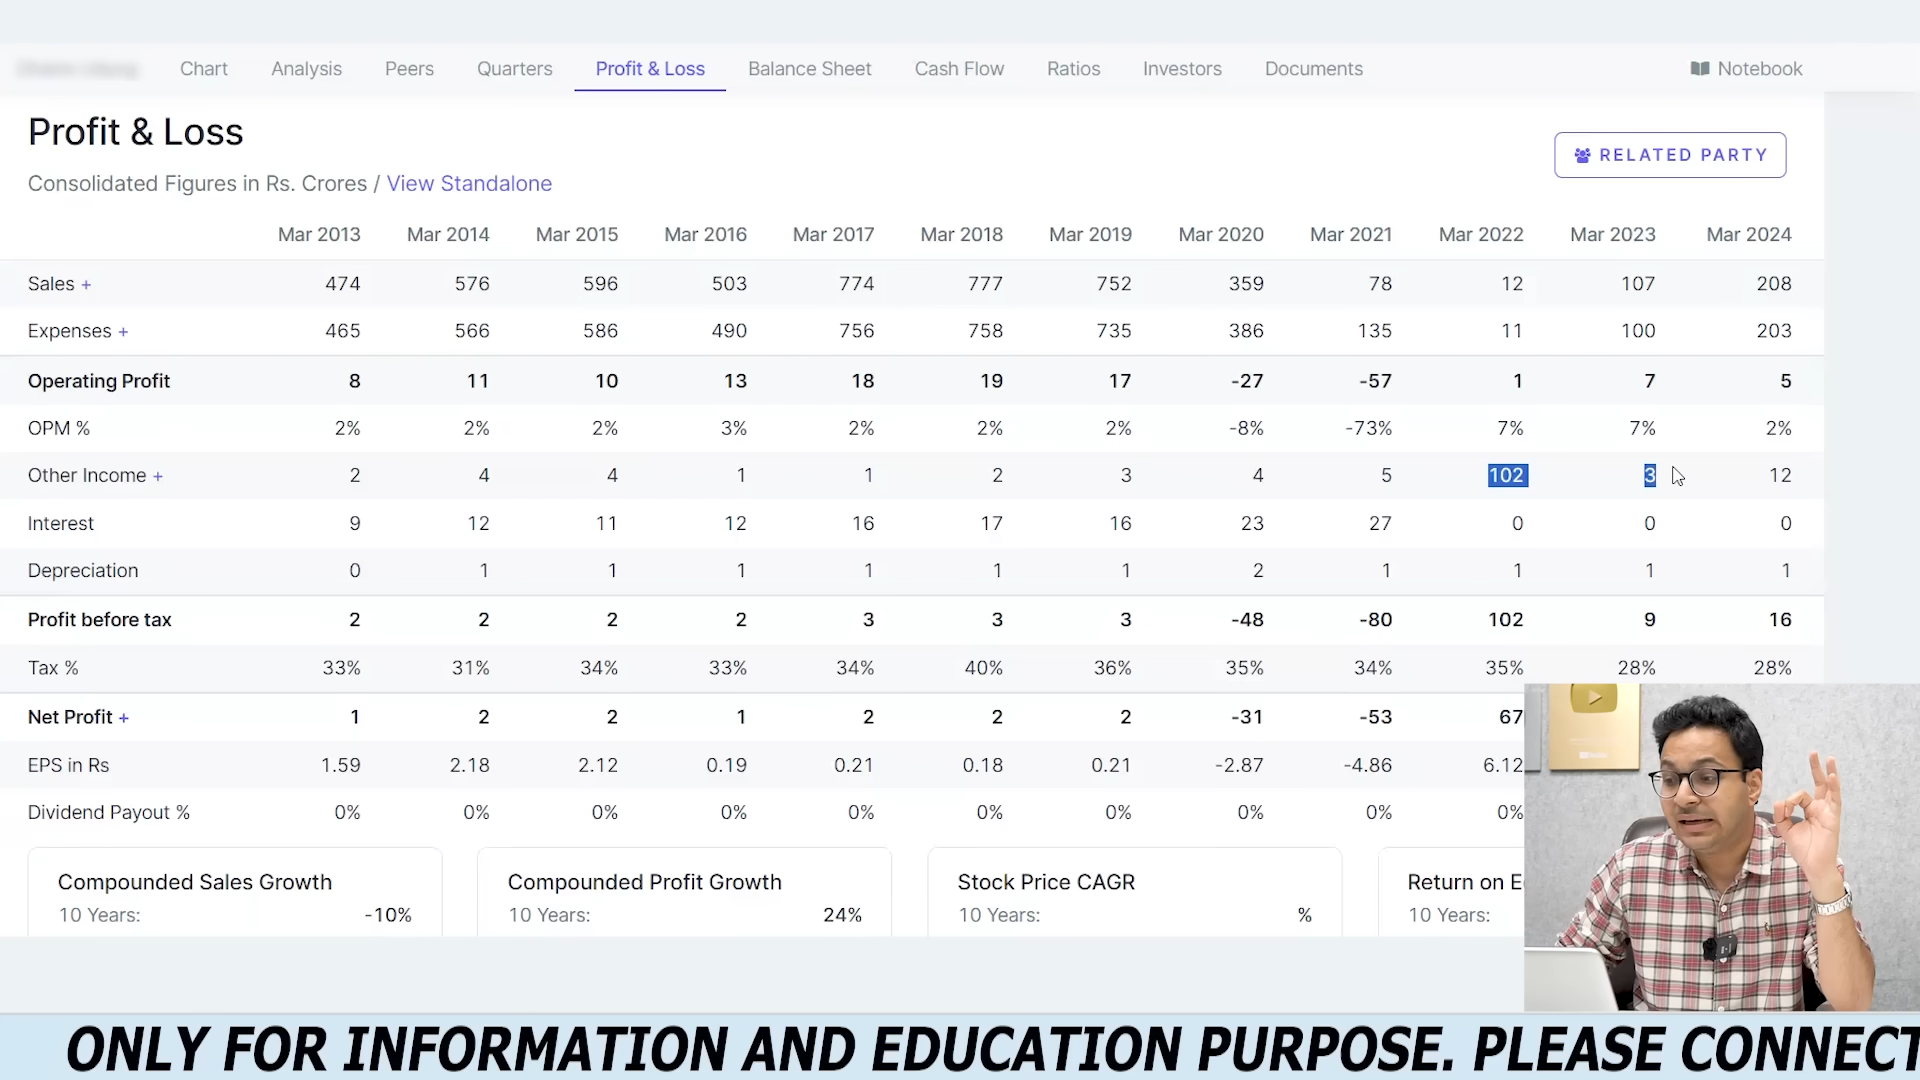 Chart Analysis Peers Quarters Profit & Loss Balance Sheet Cash Flow Ratios Investors Documents Notebook
Profit & Loss
RELATED PARTY
Consolidated Figures in Rs. Crores / View Standalone
Mar 2013 Mar 2014 Mar 2015 Mar 2016 Mar 2017 Mar 2018 Mar 2019 Mar 2020 Mar 2021 Mar 2022 Mar 2023 Mar 2024
Sales + 474 576 596 503 774 777 752 359 78 12 107 208
Expenses + 465 566 586 490 756 758 735 386 135 11 100 203
Operating Profit 8 11 10 13 18 19 17 -27 -57 1 7 5
OPM % 2% 2% 2% 3% 2% 2% 2% -8% -73% 7% 7% 2%
Other Income + 2 4 4 1 1 2 3 4 5 102 3 12
Interest 9 12 11 12 16 17 16 23 27 0 0 0
Depreciation 0 1 1 1 1 1 1 2 1 1 1 1
Profit before tax 2 2 2 2 3 3 3 -48 -80 102 9 16
Tax % 33% 31% 34% 33% 34% 40% 36% 35% 34% 35% 28% 28%
Net Profit + 1 2 2 1 2 2 2 -31 -53 67
EPS in Rs 1.59 2.18 2.12 0.19 0.21 0.18 0.21 -2.87 -4.86 6.12
Dividend Payout % 0% 0% 0% 0% 0% 0% 0% 0% 0% 0%
Compounded Sales Growth
10 Years: -10%
Compounded Profit Growth
10 Years: 24%
Stock Price CAGR
10 Years: %
Return on E
10 Years:
ONLY FOR INFORMATION AND EDUCATION PURPOSE. PLEASE CONNECT